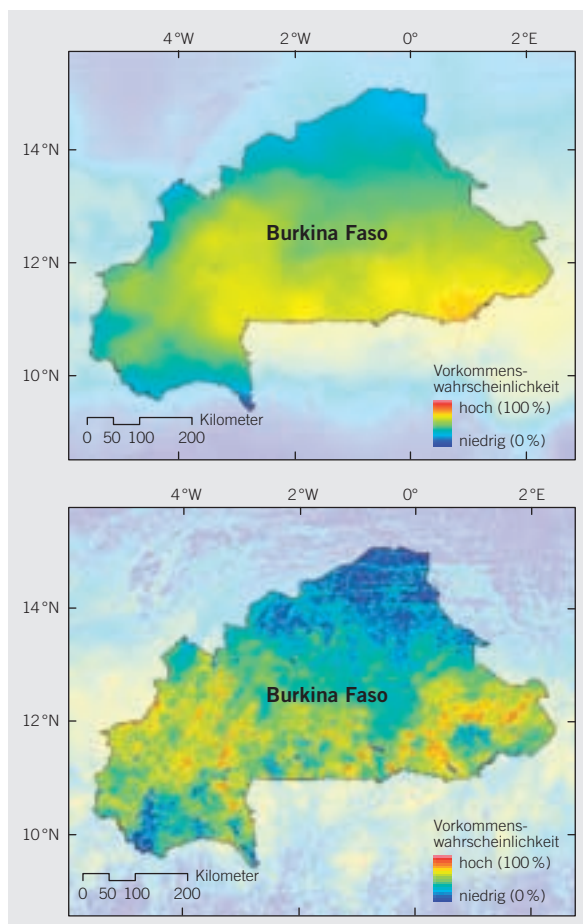 4°W 2°W 0° 2°E
14°N
Burkina Faso
12°N
10°N
Vorkommens-
wahrscheinlichkeit
hoch (100 %)
niedrig (0 %)
Kilometer
0 50 100 200
4°W 2°W 0° 2°E
14°N
Burkina Faso
12°N
10°N
Vorkommens-
wahrscheinlichkeit
hoch (100 %)
niedrig (0 %)
Kilometer
0 50 100 200